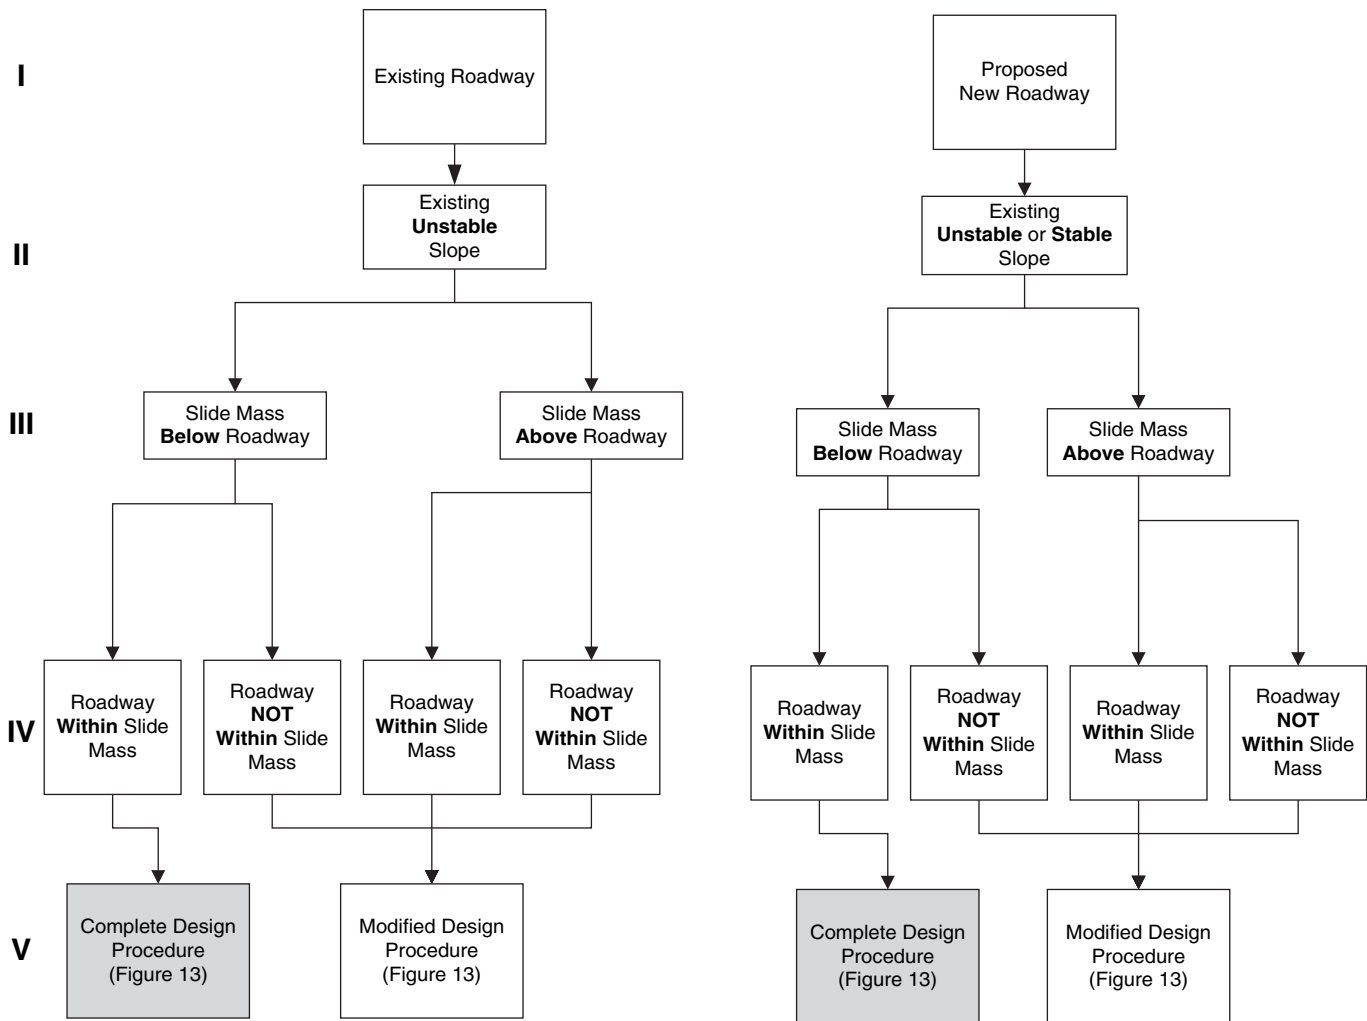 I
Existing Roadway
Proposed
New Roadway
II
Existing
Unstable
Slope
Existing
Unstable or Stable
Slope
III
Slide Mass
Below Roadway
Slide Mass
Above Roadway
Slide Mass
Below Roadway
Slide Mass
Above Roadway
IV
Roadway
Within Slide
Mass
Roadway
NOT
Within Slide
Mass
Roadway
Within Slide
Mass
Roadway
NOT
Within Slide
Mass
Roadway
Within Slide
Mass
Roadway
NOT
Within Slide
Mass
Roadway
Within Slide
Mass
Roadway
NOT
Within Slide
Mass
V
Complete Design
Procedure
(Figure 13)
Modified Design
Procedure
(Figure 13)
Complete Design
Procedure
(Figure 13)
Modified Design
Procedure
(Figure 13)